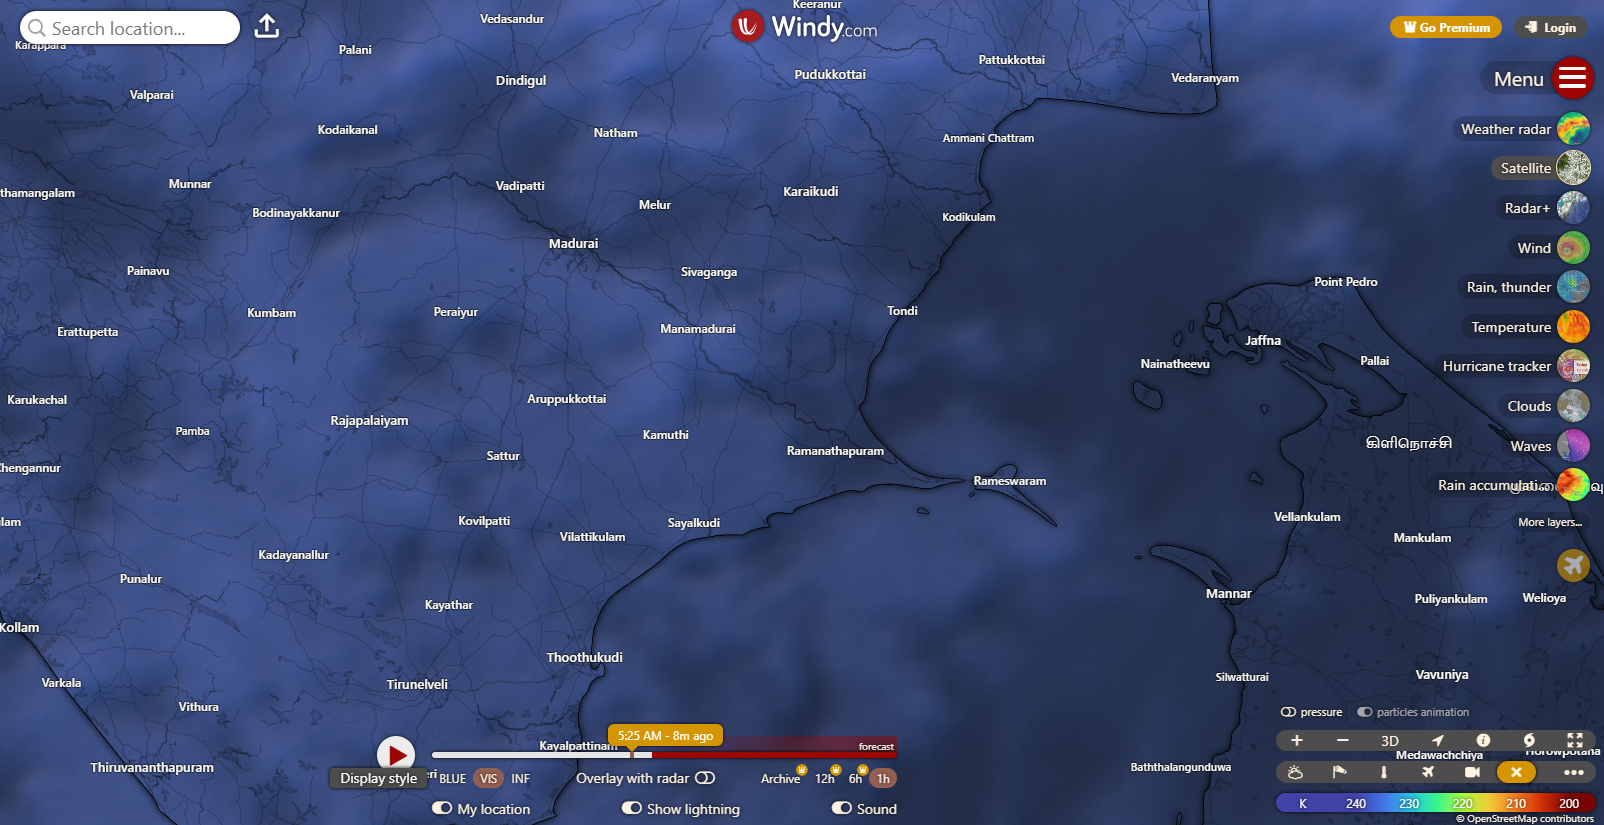 Search location...
Windy.com
Go Premium
Login
Menu
Weather radar
Satellite
Radar+
Wind
Rain, thunder
Temperature
Hurricane tracker
Clouds
Waves
Rain accumulati...
More layers...
Keeranur
Vedasandur
Karappara
Palani
Pattukkottai
Pudukkottai
Vedaranyam
Dindigul
Valparai
Kodaikanal
Natham
Ammani Chattram
Munnar
Vadipatti
Karaikudi
thamangalam
Melur
Bodinayakkanur
Kodikulam
Madurai
Painavu
Sivaganga
Point Pedro
Kumbam
Peraiyur
Tondi
Erattupetta
Manamadurai
Jaffna
Nainatheevu
Pallai
Karukachal
Aruppukkottai
Rajapalaiyam
Pamba
Kamuthi
கிளிநொச்சி
Ramanathapuram
Sattur
Chengannur
Rameswaram
Vellankulam
lam
Kovilpatti
Sayalkudi
Vilattikulam
Mankulam
Kadayanallur
Punalur
Mannar
Puliyankulam
Welioya
Kayathar
Kollam
Thoothukudi
Silwatturai
Vavuniya
Varkala
Tirunelveli
Vithura
Kayalpattinam
Thiruvananthapuram
Baththalangunduwa
Medawachchiya
Horowpotana
5:25 AM - 8m ago
forecast
Display style
eri
BLUE VIS INF
Overlay with radar
Archive 12h 6h 1h
My location
Show lightning
Sound
pressure
particles animation
+ − 3D
K 240 230 220 210 200
© OpenStreetMap contributors